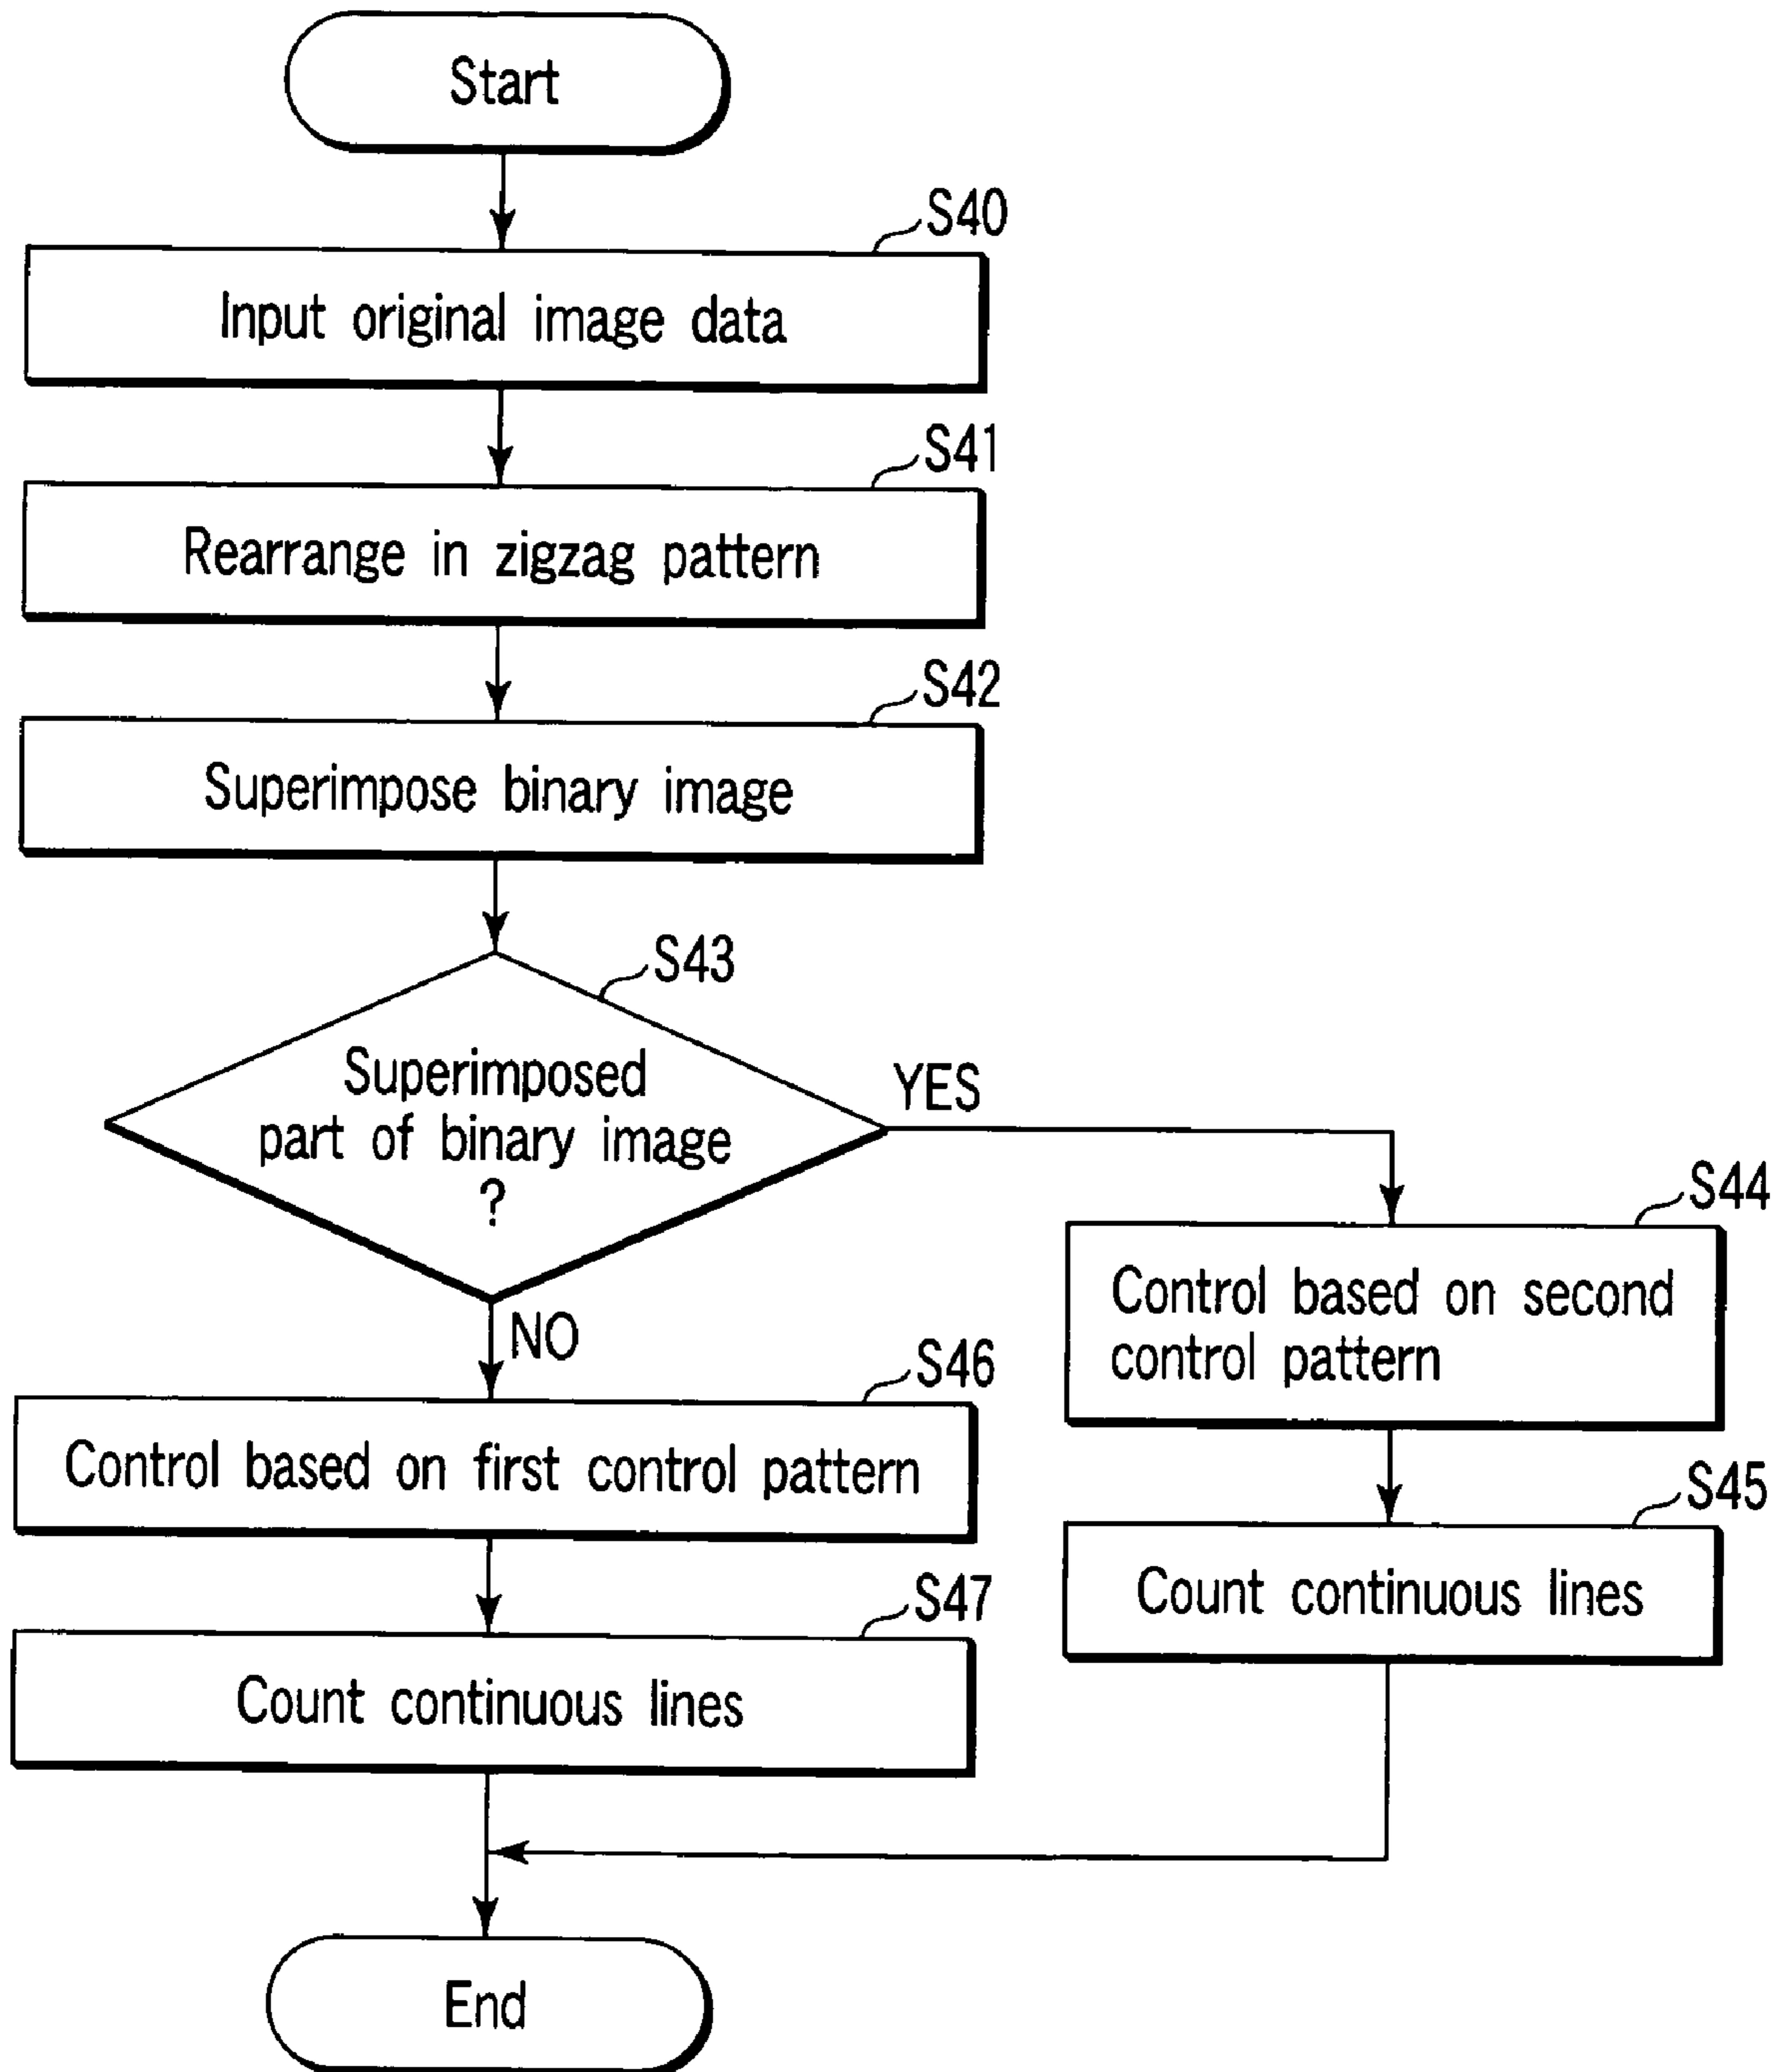 Start
S40
Input original image data
S41
Rearrange in zigzag pattern
S42
Superimpose binary image
S43
Superimposed
part of binary image
?
YES
NO
S44
Control based on second
control pattern
S45
Count continuous lines
S46
Control based on first control pattern
S47
Count continuous lines
End